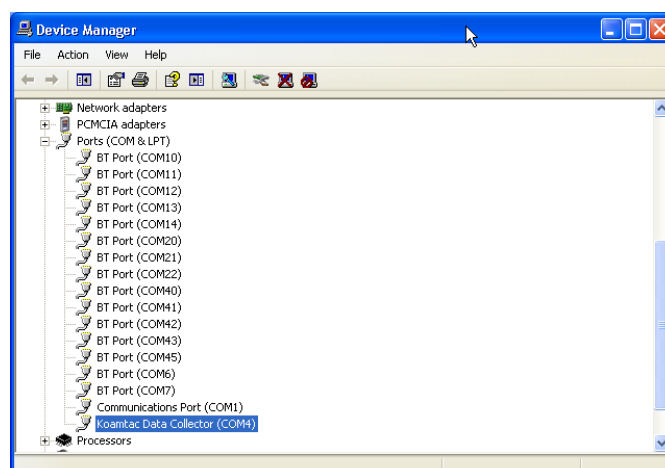 Device Manager
File Action View Help
Network adapters
PCMCIA adapters
Ports (COM & LPT)
BT Port (COM10)
BT Port (COM11)
BT Port (COM12)
BT Port (COM13)
BT Port (COM14)
BT Port (COM20)
BT Port (COM21)
BT Port (COM22)
BT Port (COM40)
BT Port (COM41)
BT Port (COM42)
BT Port (COM43)
BT Port (COM45)
BT Port (COM6)
BT Port (COM7)
Communications Port (COM1)
Koamtac Data Collector (COM4)
Processors